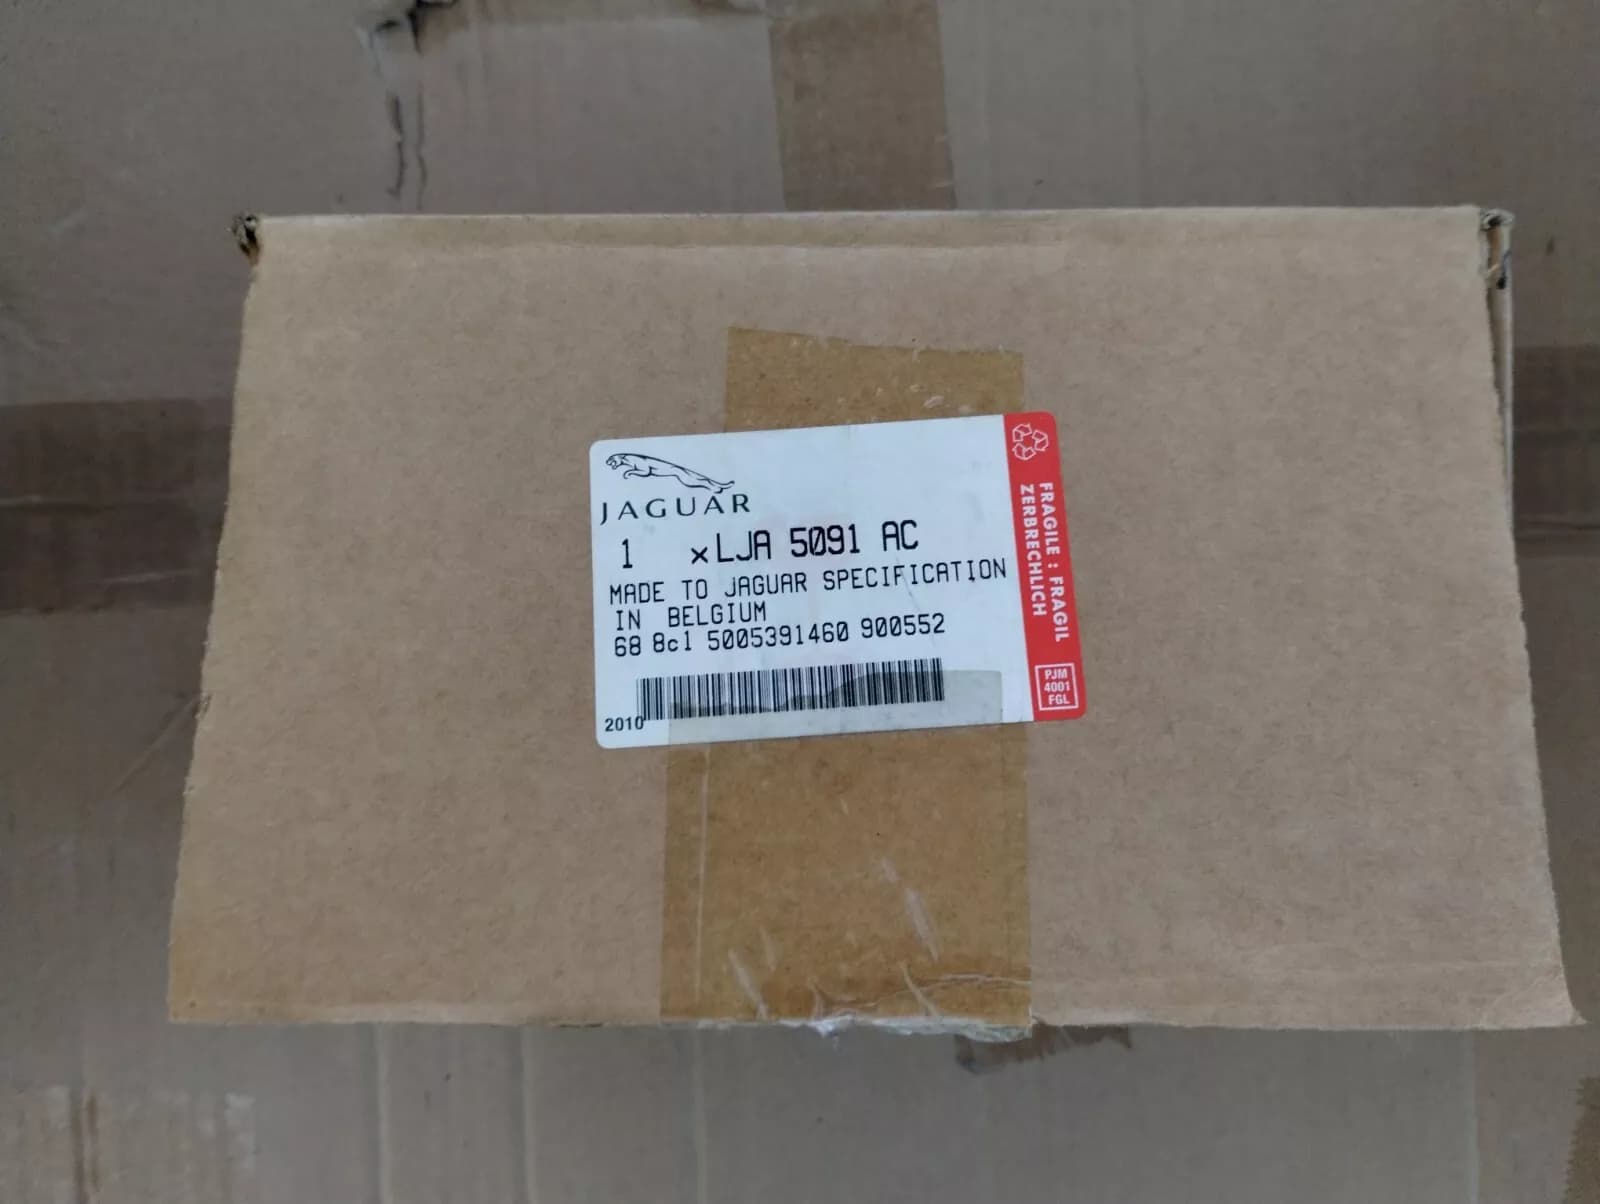 JAGUAR
1 xLJA 5091 AC
MADE TO JAGUAR SPECIFICATION
IN BELGIUM
68 8c1 5005391460 900552
2010
FRAGILE : FRAGIL
ZERBRECHLICH
PJM
4001
FGL